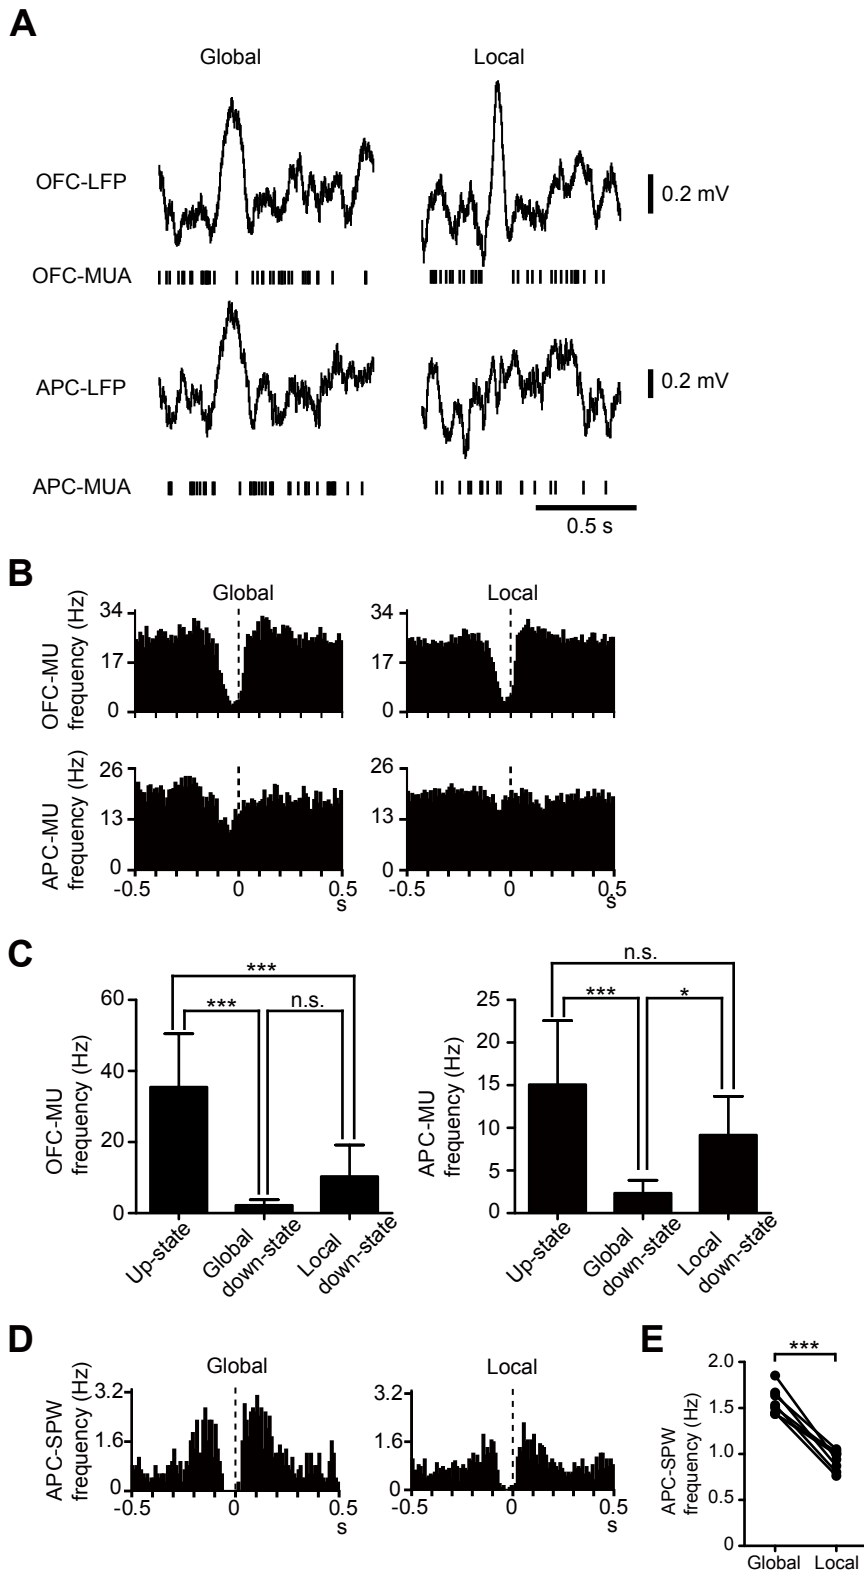 A
Global Local
OFC-LFP
0.2 mV
OFC-MUA
APC-LFP
0.2 mV
APC-MUA
0.5 s
B
Global Local
OFC-MU
frequency (Hz)
34
17
0
34
17
0
APC-MU
frequency (Hz)
26
13
0
26
13
0
-0.5 0 0.5
s
-0.5 0 0.5
s
C
***
*** n.s.
OFC-MU
frequency (Hz)
60
40
20
0
Up-state
Global
down-state
Local
down-state
n.s.
*** *
APC-MU
frequency (Hz)
25
20
15
10
5
0
Up-state
Global
down-state
Local
down-state
D
Global Local
APC-SPW
frequency (Hz)
3.2
1.6
0
-0.5 0 0.5
s
3.2
1.6
0
-0.5 0 0.5
s
E
***
APC-SPW
frequency (Hz)
2.0
1.5
1.0
0.5
0
Global Local